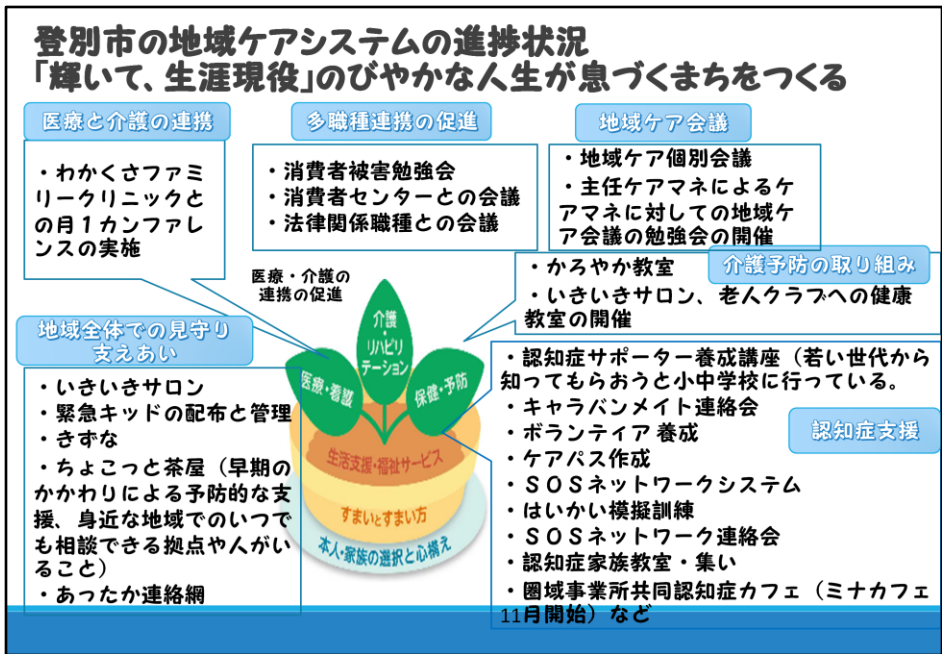 登別市の地域ケアシステムの進捗状況
「輝いて、生涯現役」のびやかな人生が息づくまちをつくる
医療と介護の連携
・わかくさファミ
リークリニックと
の月1カンファレ
ンスの実施
多職種連携の促進
・消費者被害勉強会
・消費者センターとの会議
・法律関係職種との会議
地域ケア会議
・地域ケア個別会議
・主任ケアマネによるケ
アマネに対しての地域ケ
ア会議の勉強会の開催
介護予防の取り組み
・かろやか教室
・いきいきサロン、老人クラブへの健康
教室の開催
医療・介護の
連携の促進
介護
・
リハビリ
テーション
医療・看護
保健・予防
生活支援・福祉サービス
すまいとすまい方
本人・家族の選択と心構え
地域全体での見守り
支えあい
・いきいきサロン
・緊急キッドの配布と管理
・きずな
・ちょこっと茶屋（早期の
かかわりによる予防的な支
援、身近な地域でのいつで
も相談できる拠点や人がい
ること）
・あったか連絡網
認知症支援
・認知症サポーター養成講座（若い世代から
知ってもらおうと小中学校に行っている。
・キャラバンメイト連絡会
・ボランティア 養成
・ケアパス作成
・SOSネットワークシステム
・はいかい模擬訓練
・SOSネットワーク連絡会
・認知症家族教室・集い
・圏域事業所共同認知症カフェ（ミナカフェ
11月開始）など